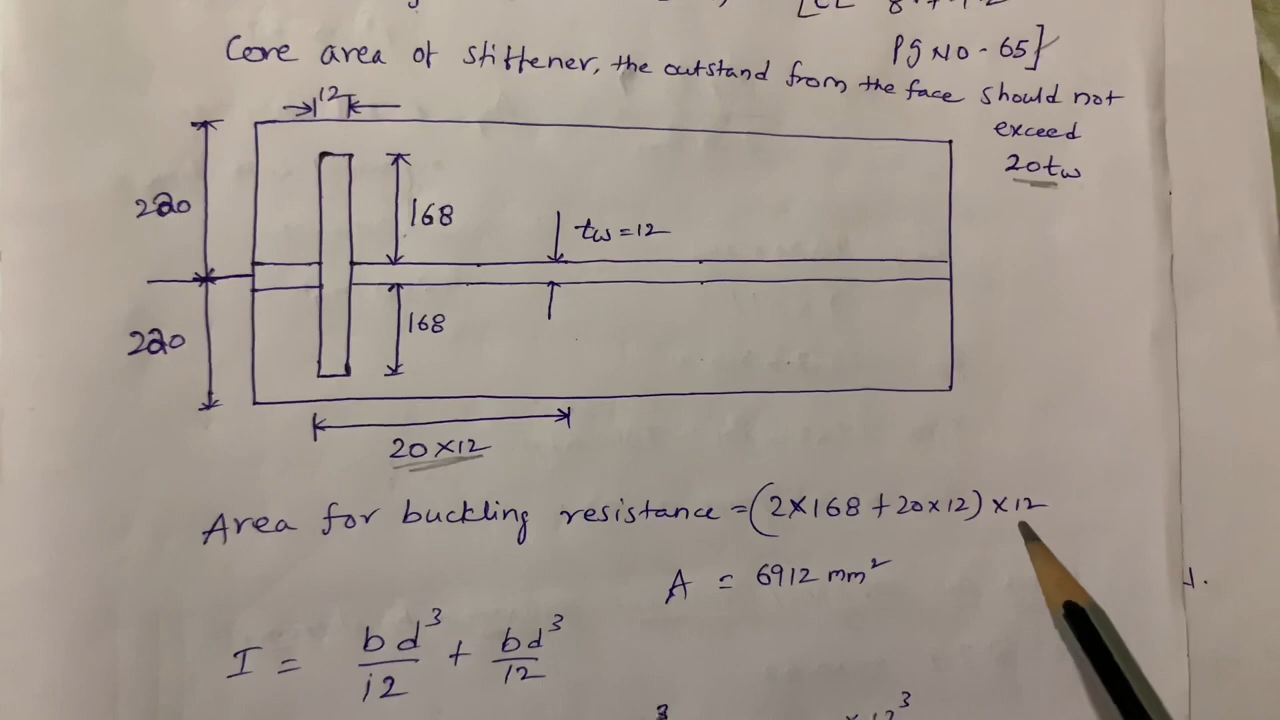 Core area of stiffener, the outstand from the face should not
Pg NO - 65]
exceed
20tw
12
220
168
tw = 12
168
220
20 × 12
Area for buckling resistance = (2×168 + 20×12) × 12
A = 6912 mm²
I = bd³/12 + bd³/12
3
×12³